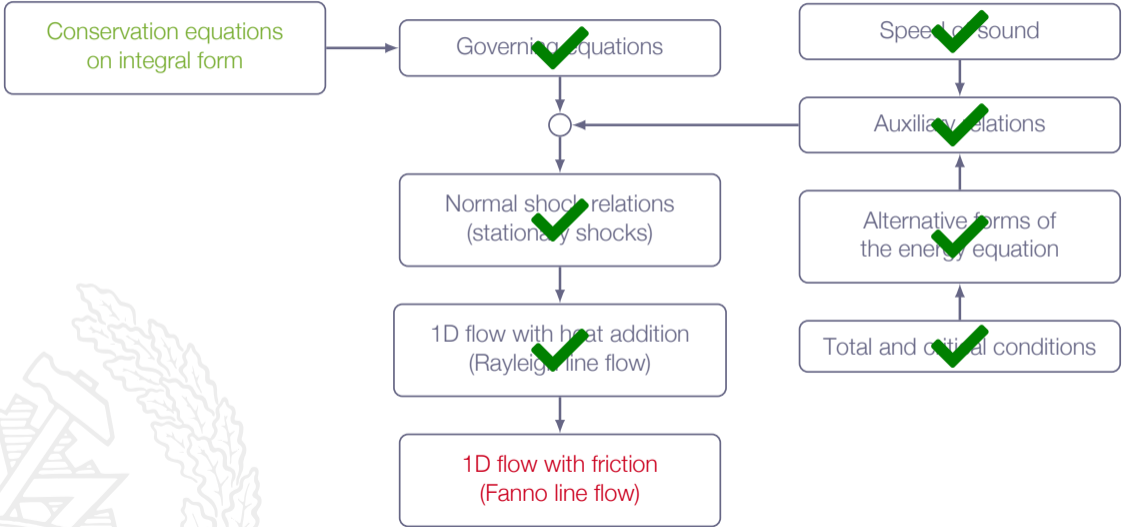 Conservation equations
on integral form
Governing equations
Speed of sound
Auxiliary relations
Normal shock relations
(stationary shocks)
Alternative forms of
the energy equation
1D flow with heat addition
(Rayleigh line flow)
Total and critical conditions
1D flow with friction
(Fanno line flow)